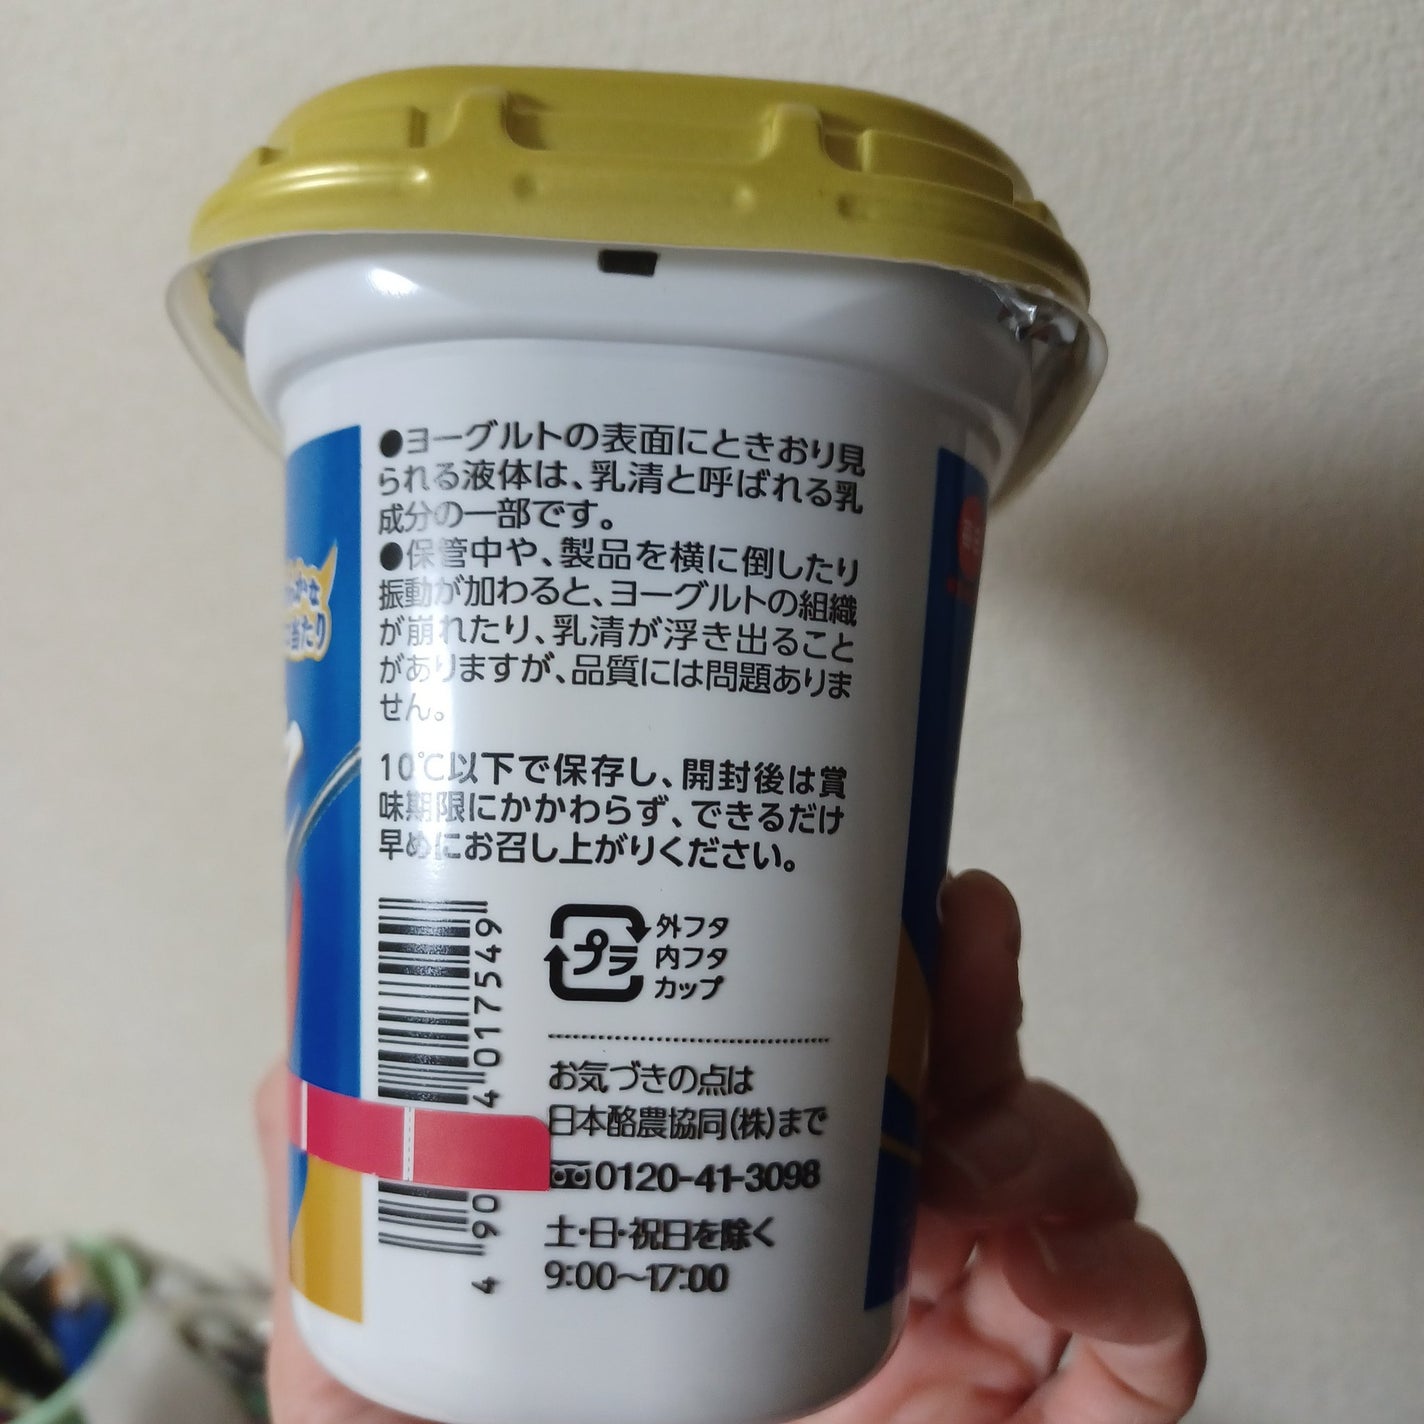 ●ヨーグルトの表面にときおり見
られる液体は、乳清と呼ばれる乳
成分の一部です。
●保管中や、製品を横に倒したり
振動が加わると、ヨーグルトの組織
が崩れたり、乳清が浮き出ること
がありますが、品質には問題ありま
せん。
10℃以下で保存し、開封後は賞
味期限にかかわらず、できるだけ
早めにお召し上がりください。
プラ
外フタ
内フタ
カップ
お気づきの点は
日本酪農協同(株)まで
0120-41-3098
土・日・祝日を除く
9:00～17:00
4 90 4 017549
かな
当たり